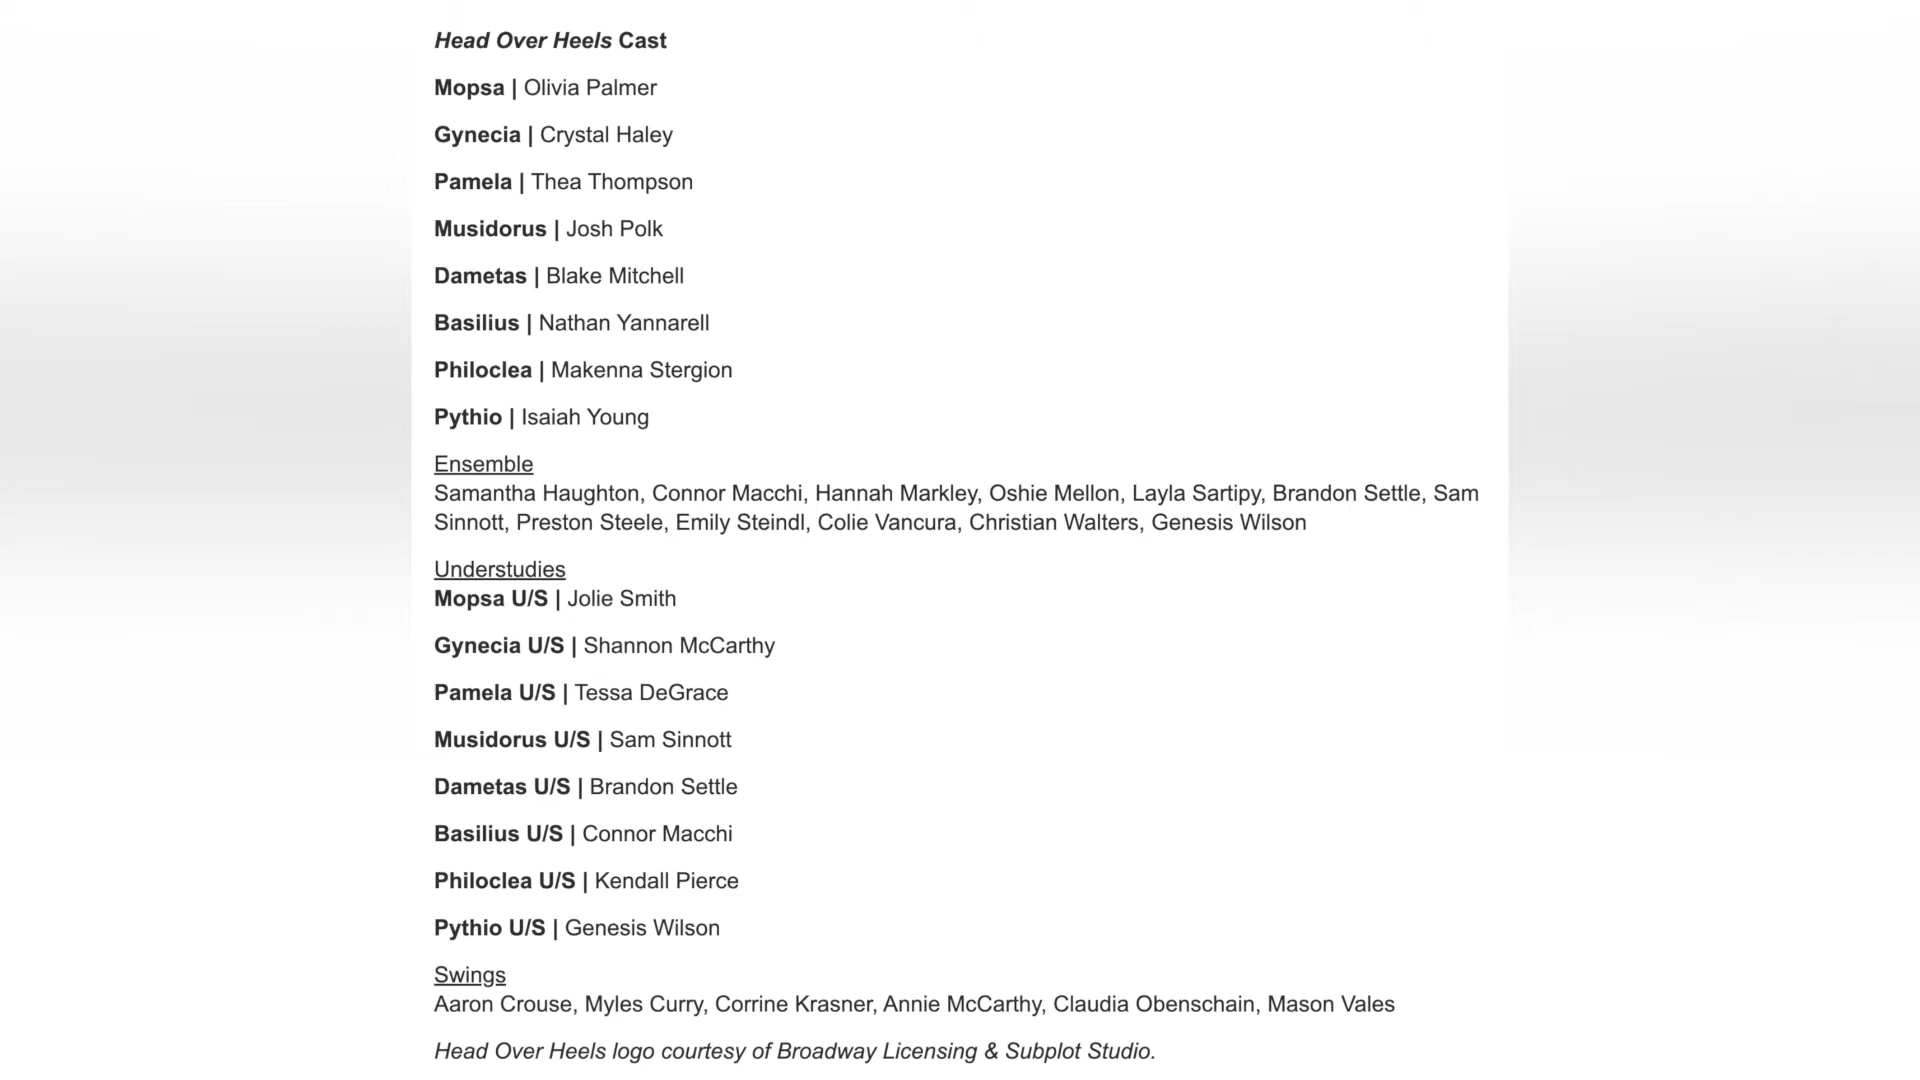 Head Over Heels Cast
Mopsa | Olivia Palmer
Gynecia | Crystal Haley
Pamela | Thea Thompson
Musidorus | Josh Polk
Dametas | Blake Mitchell
Basilius | Nathan Yannarell
Philoclea | Makenna Stergion
Pythio | Isaiah Young
Ensemble
Samantha Haughton, Connor Macchi, Hannah Markley, Oshie Mellon, Layla Sartipy, Brandon Settle, Sam
Sinnott, Preston Steele, Emily Steindl, Colie Vancura, Christian Walters, Genesis Wilson
Understudies
Mopsa U/S | Jolie Smith
Gynecia U/S | Shannon McCarthy
Pamela U/S | Tessa DeGrace
Musidorus U/S | Sam Sinnott
Dametas U/S | Brandon Settle
Basilius U/S | Connor Macchi
Philoclea U/S | Kendall Pierce
Pythio U/S | Genesis Wilson
Swings
Aaron Crouse, Myles Curry, Corrine Krasner, Annie McCarthy, Claudia Obenschain, Mason Vales
Head Over Heels logo courtesy of Broadway Licensing & Subplot Studio.